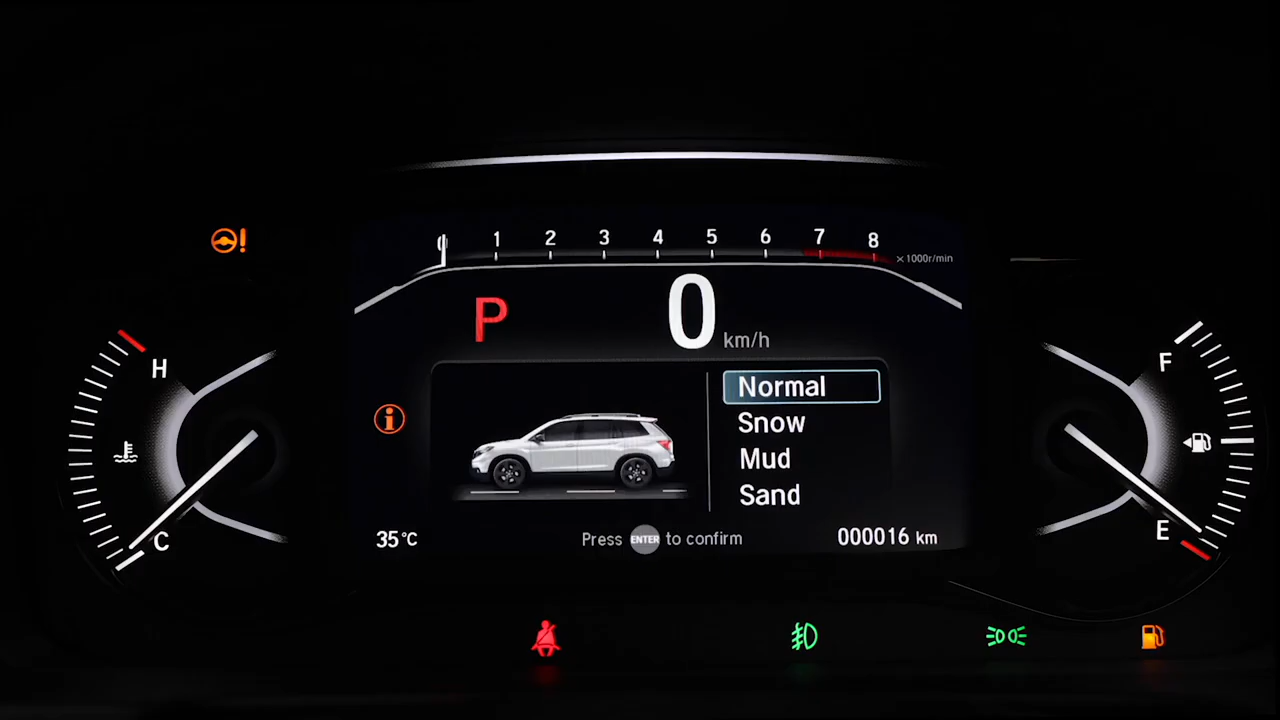 0 1 2 3 4 5 6 7 8
×1000r/min
P
0 km/h
H
F
Normal
Snow
Mud
Sand
C
E
35°C
Press ENTER to confirm
000016 km